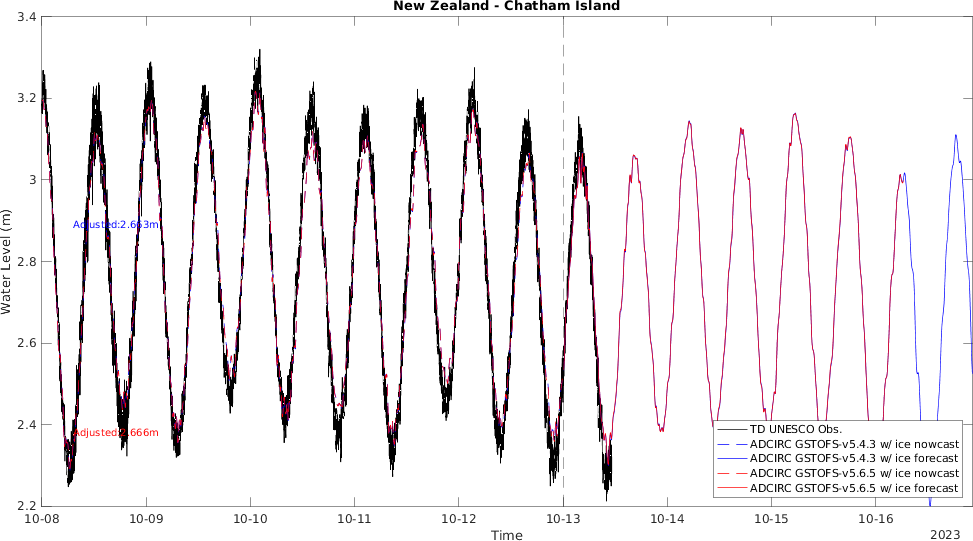 New Zealand - Chatham Island
3.4
3.2
3
2.8
2.6
2.4
2.2
Water Level (m)
Adjusted:2.663m
Adjusted:2.666m
TD UNESCO Obs.
ADCIRC GSTOFS-v5.4.3 w/ ice nowcast
ADCIRC GSTOFS-v5.4.3 w/ ice forecast
ADCIRC GSTOFS-v5.6.5 w/ ice nowcast
ADCIRC GSTOFS-v5.6.5 w/ ice forecast
10-08 10-09 10-10 10-11 10-12 10-13 10-14 10-15 10-16
Time
2023